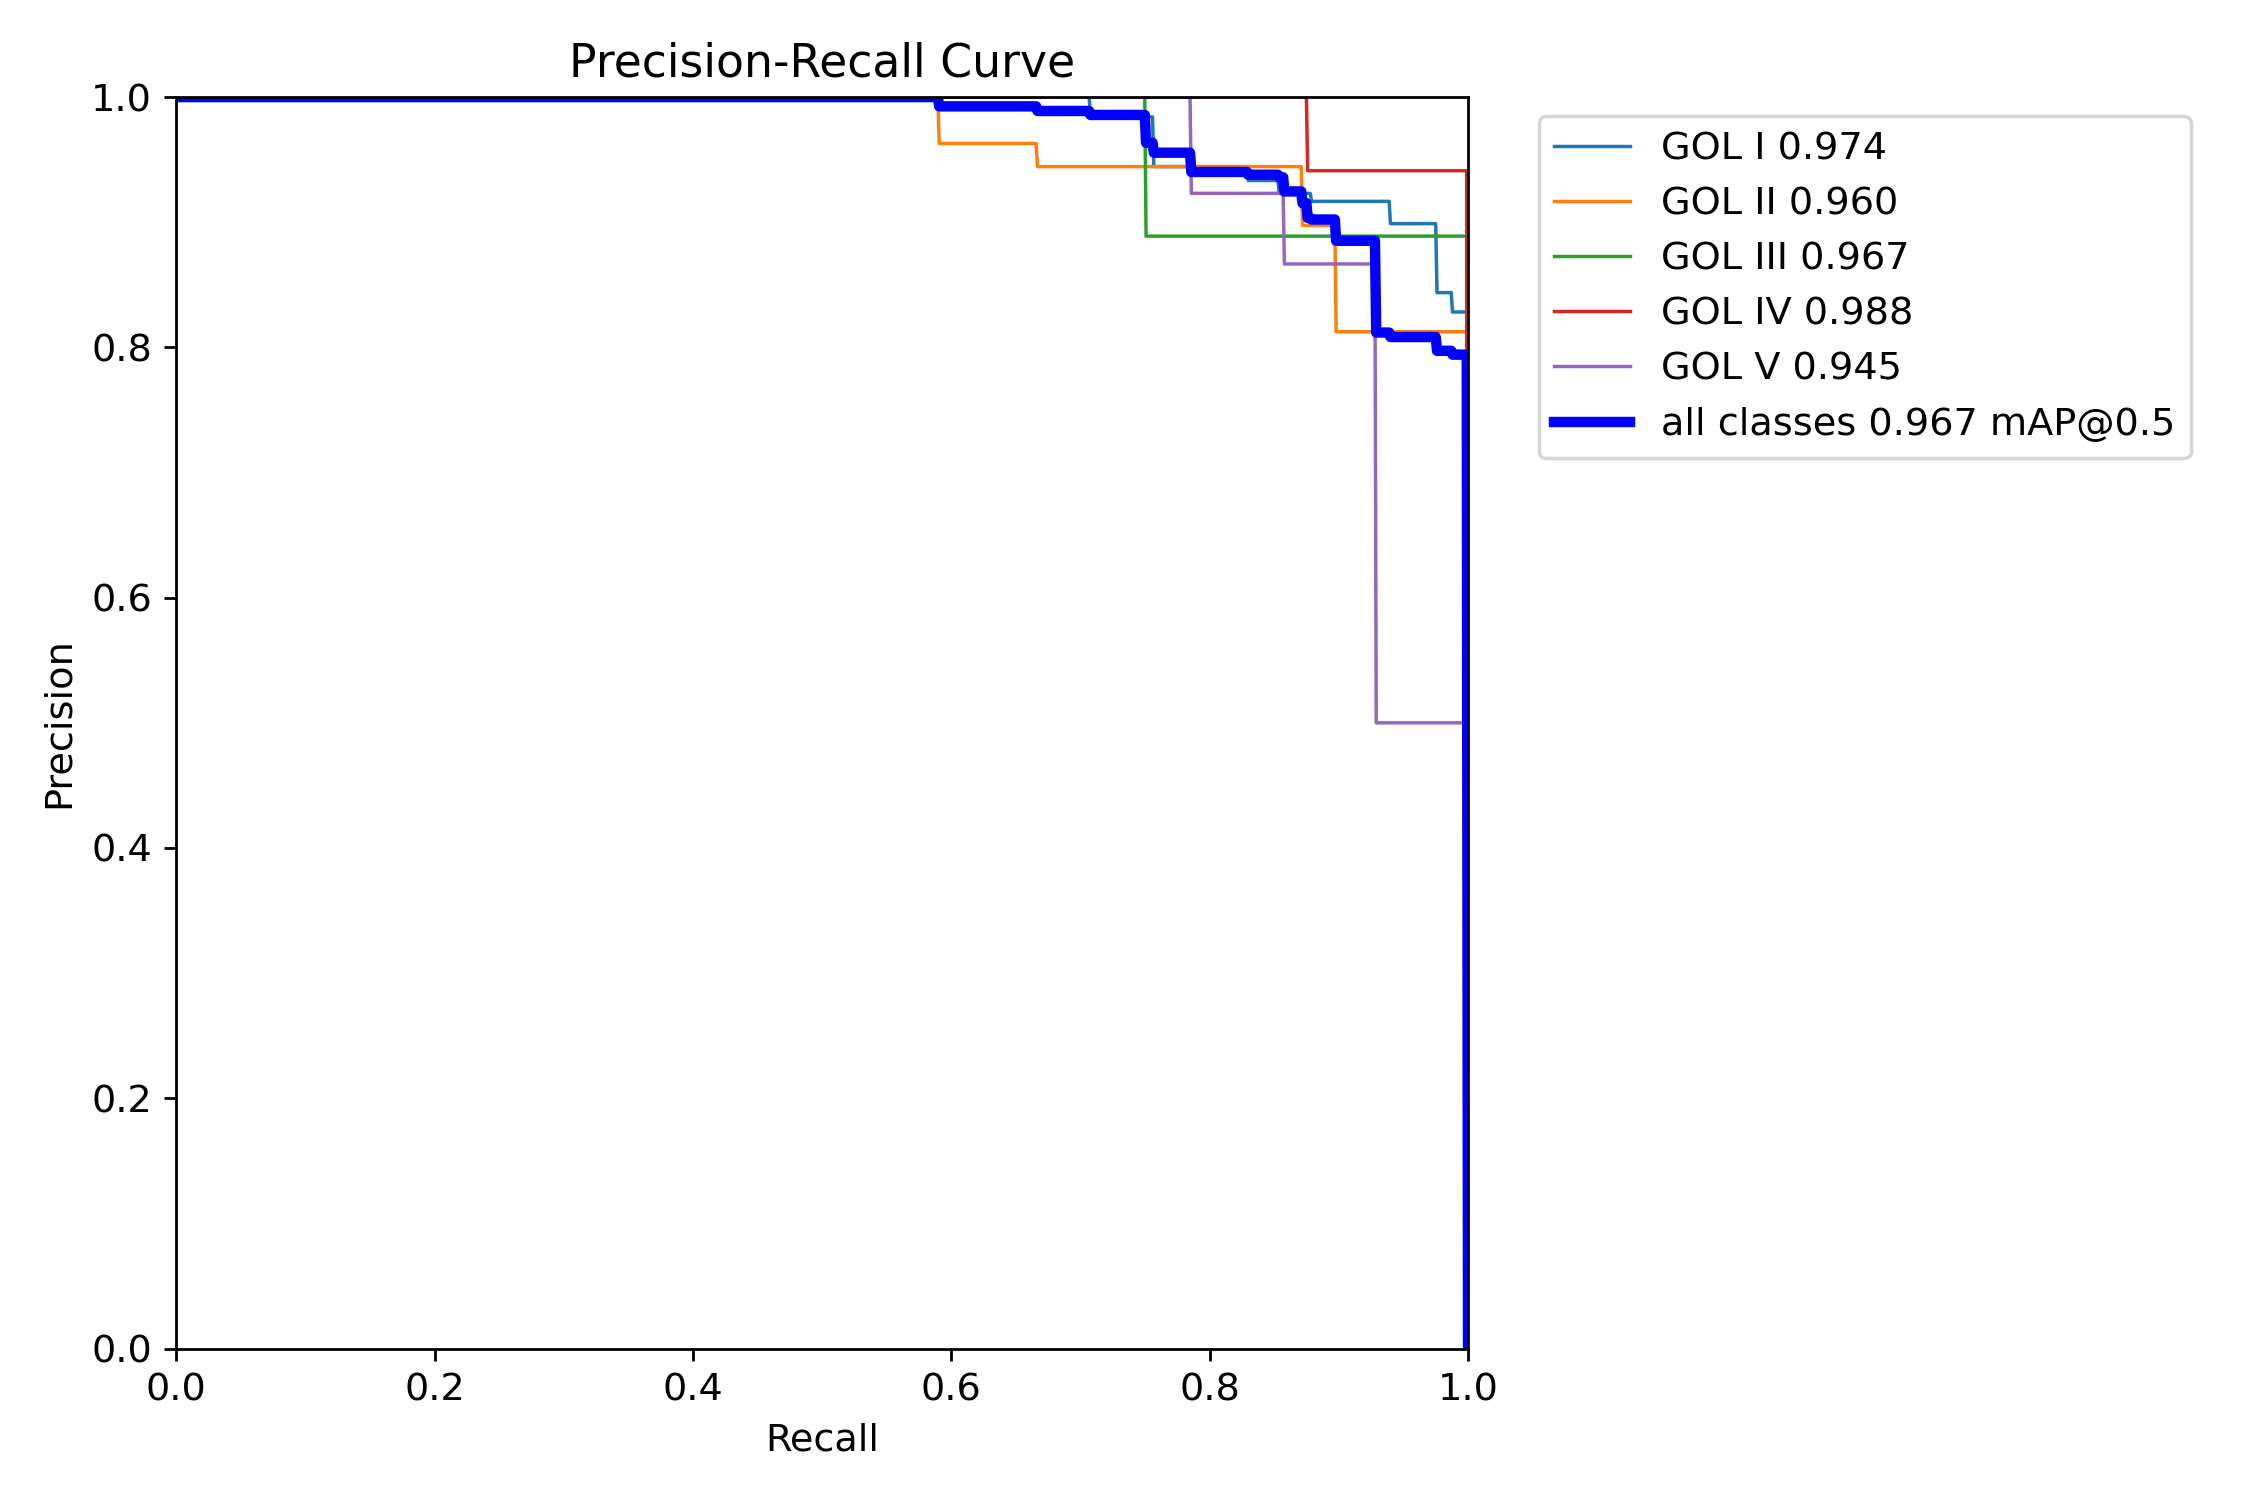 Precision-Recall Curve
1.0
0.8
0.6
0.4
0.2
0.0
Precision
0.0 0.2 0.4 0.6 0.8 1.0
Recall
GOL I 0.974
GOL II 0.960
GOL III 0.967
GOL IV 0.988
GOL V 0.945
all classes 0.967 mAP@0.5